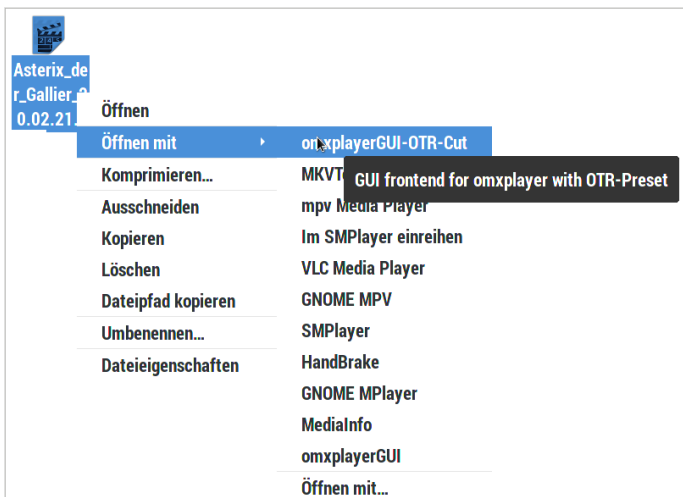 Asterix_de
r_Gallier_
0.02.21.
Öffnen
Öffnen mit
Komprimieren...
Ausschneiden
Kopieren
Löschen
Dateipfad kopieren
Umbenennen...
Dateieigenschaften
omxplayerGUI-OTR-Cut
GUI frontend for omxplayer with OTR-Preset
mpv Media Player
Im SMPlayer einreihen
VLC Media Player
GNOME MPV
SMPlayer
HandBrake
GNOME MPlayer
MediaInfo
omxplayerGUI
Öffnen mit...